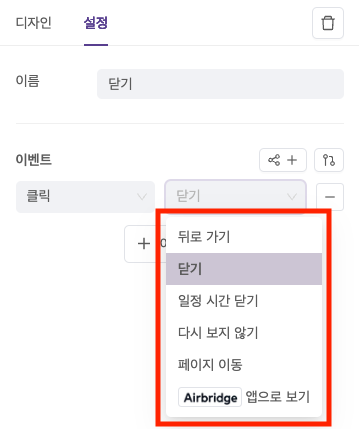 디자인 설정
이름 닫기
이벤트
클릭 닫기
뒤로 가기
닫기
일정 시간 닫기
다시 보지 않기
페이지 이동
Airbridge 앱으로 보기